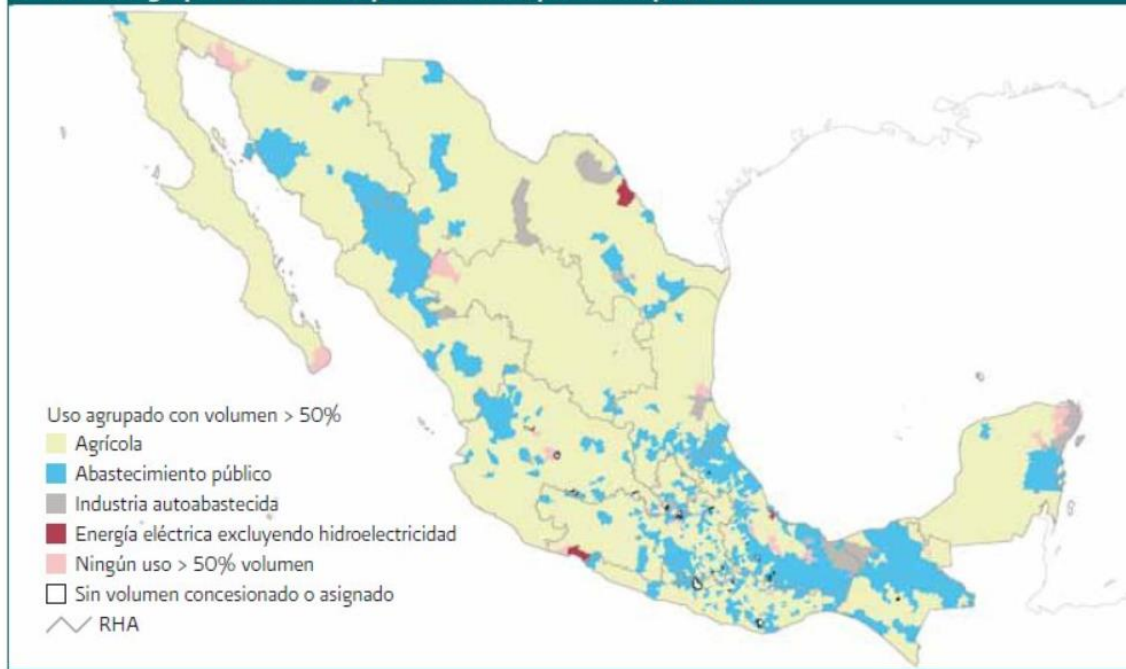 Uso agrupado con volumen > 50%
Agrícola
Abastecimiento público
Industria autoabastecida
Energía eléctrica excluyendo hidroelectricidad
Ningún uso > 50% volumen
Sin volumen concesionado o asignado
RHA